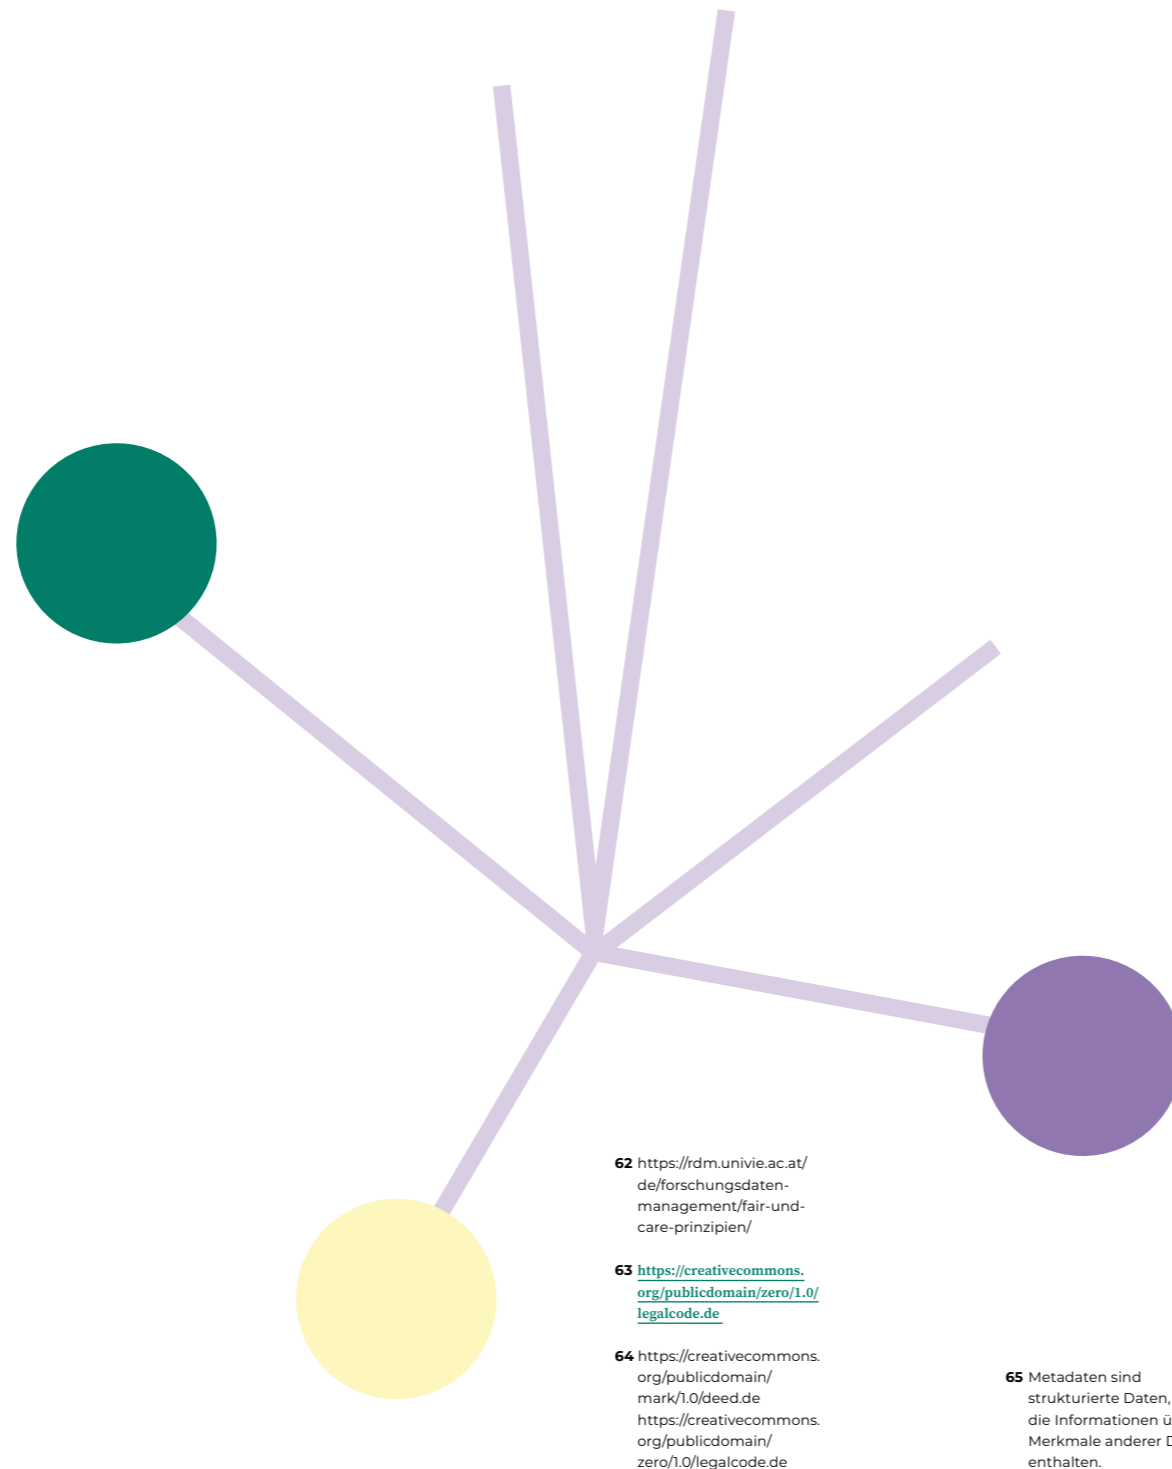 62 https://rdm.univie.ac.at/
de/forschungsdaten-
management/fair-und-
care-prinzipien/
63 https://creativecommons.
org/publicdomain/zero/1.0/
legalcode.de
64 https://creativecommons.
org/publicdomain/
mark/1.0/deed.de
https://creativecommons.
org/publicdomain/
zero/1.0/legalcode.de
65 Metadaten sind
strukturierte Daten,
die Informationen
Merkmale anderer
enthalten.